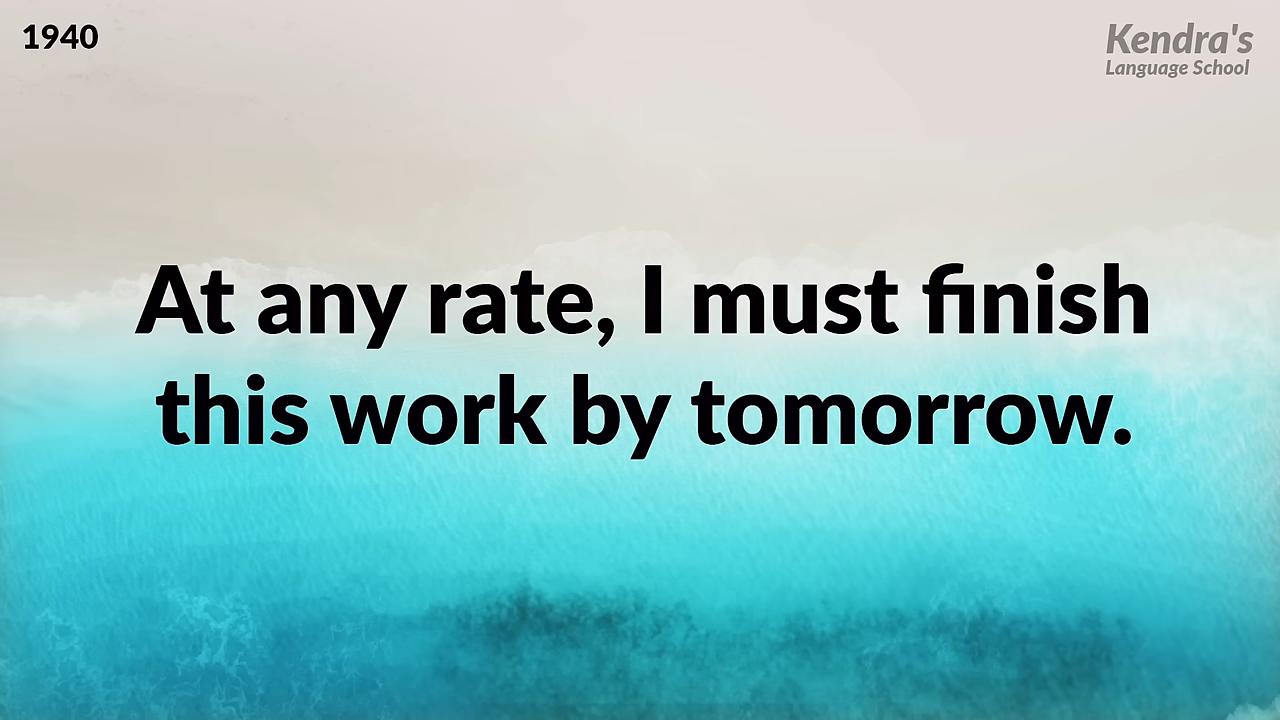 1940
Kendra's
Language School
At any rate, I must finish
this work by tomorrow.